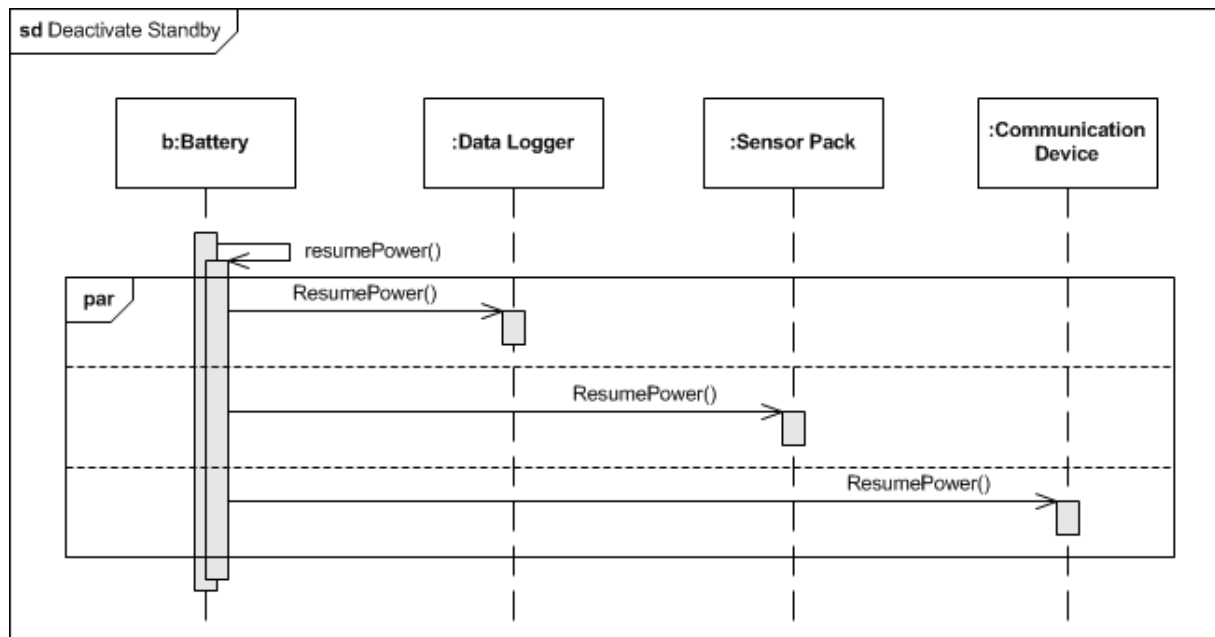 sd Deactivate Standby
b:Battery
:Data Logger
:Sensor Pack
:Communication
Device
resumePower()
par
ResumePower()
ResumePower()
ResumePower()